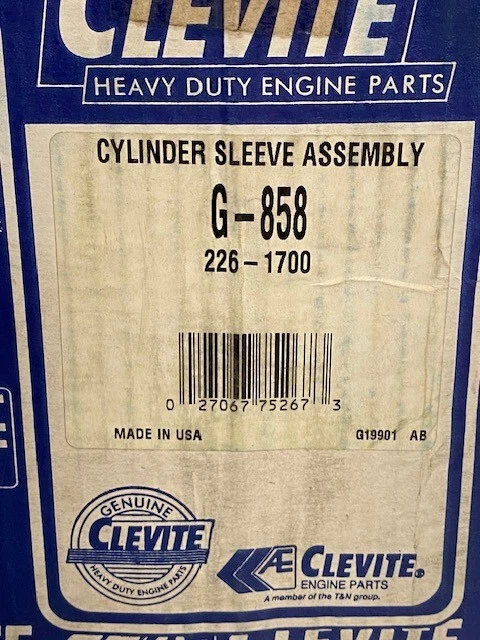 CLEVITE
HEAVY DUTY ENGINE PARTS
CYLINDER SLEEVE ASSEMBLY
G-858
226-1700
0 27067 75267 3
MADE IN USA
G19901 AB
GENUINE
CLEVITE
HEAVY DUTY ENGINE PARTS
Æ CLEVITE®
ENGINE PARTS
A member of the T&N group.